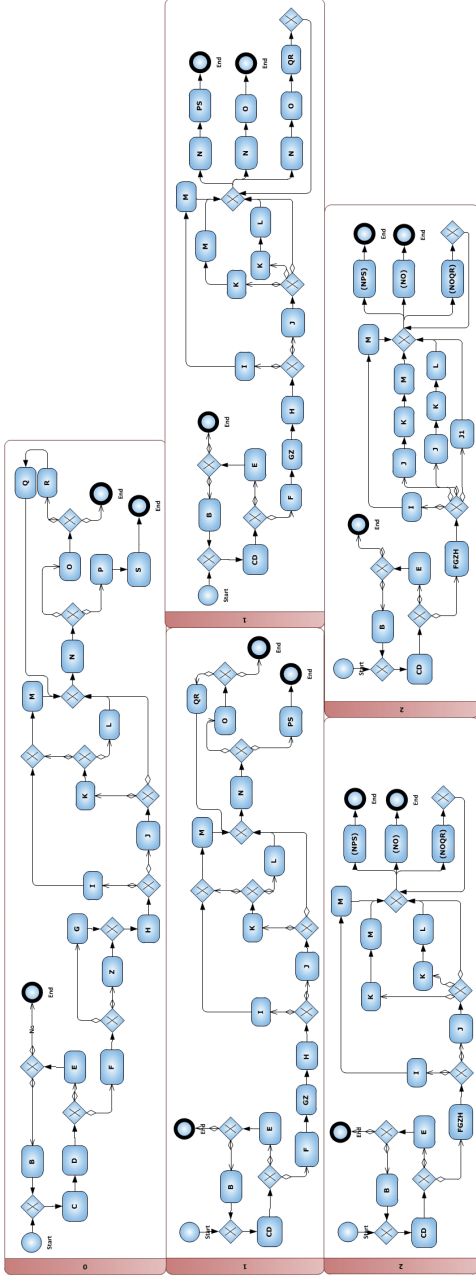 0
Start
B
C
D
E
No
End
F
G
Z
H
I
J
K
L
M
N
O
P
Q
R
S
End
End
1
Start
B
CD
E
End
F
GZ
H
I
J
K
L
M
N
O
QR
PS
End
End
1
Start
B
CD
E
End
F
GZ
H
I
J
K
M
K
L
M
N
PS
End
N
O
End
N
O
QR
2
Start
B
CD
E
End
FGZH
I
J
K
M
K
L
M
(NPS)
End
(NO)
End
(NOQR)
2
Start
B
CD
E
End
FGZH
I
M
J
K
M
J
K
L
J1
(NPS)
End
(NO)
End
(NOQR)